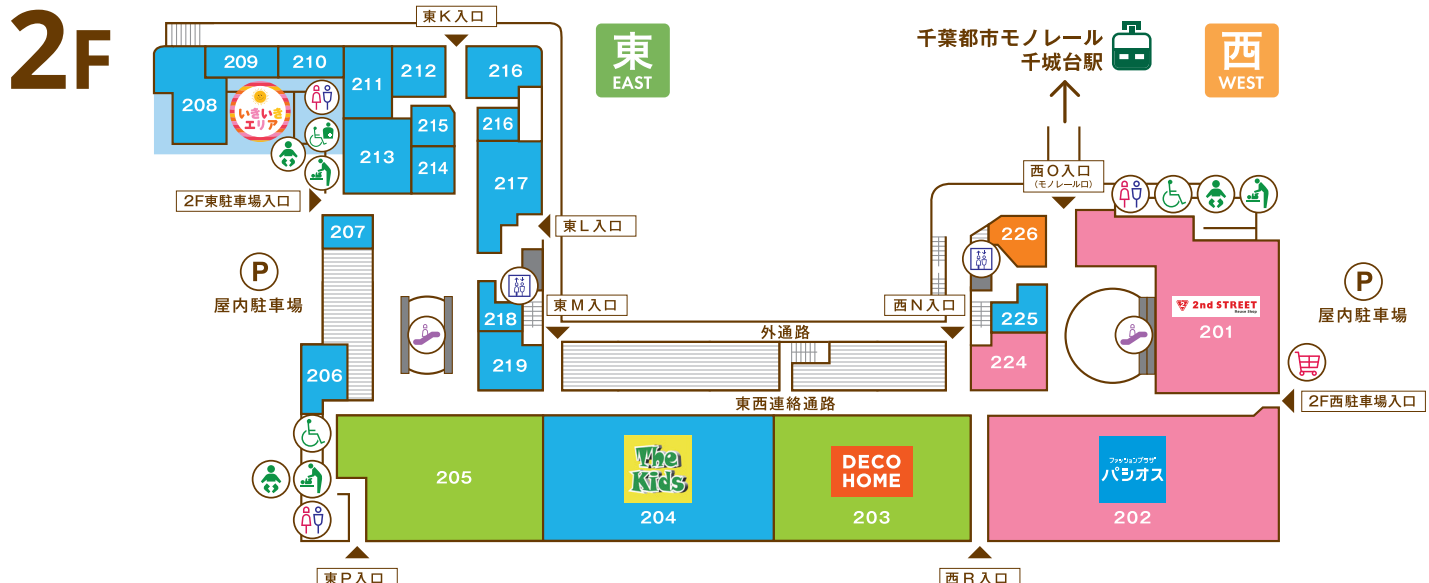 2F
東K入口
東
EAST
千葉都市モノレール
千城台駅
西
WEST
209
210
211
212
216
208
いきいき
エリア
215
216
213
214
217
西O入口
(モノレール口)
2F東駐車場入口
207
東L入口
226
P
屋内駐車場
P
屋内駐車場
東M入口
西N入口
218
225
2nd STREET
Reuse Shop
201
外通路
219
224
206
東西連絡通路
2F西駐車場入口
205
The
Kid's
204
DECO
HOME
203
ファッションプラザ
パシオス
202
東P入口
西R入口